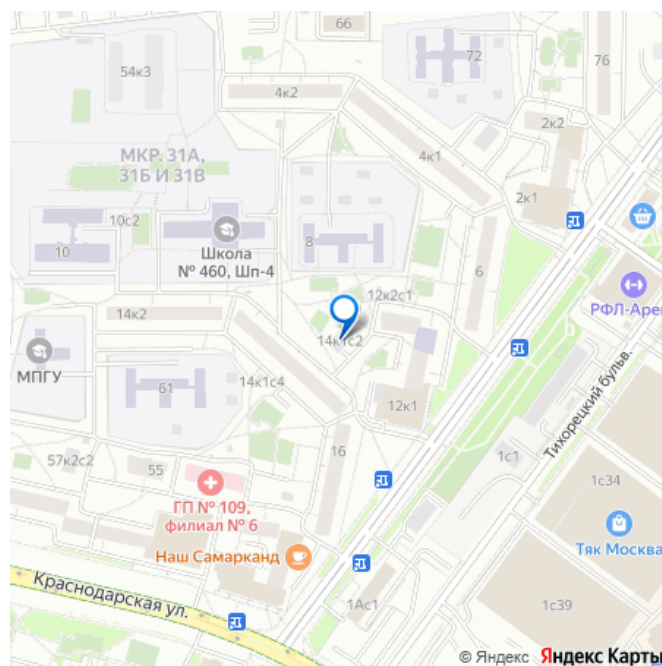 66
54к3
72
76
4к2
2к2
4к1
МКР. 31А,
31Б И 31В
2к1
10с2
10
Школа
№ 460, Шп-4
8
6
РФЛ-Арен
12к2с1
14к2
14к1с2
МПГУ
61
14к1с4
12к1
Тихорецкий бульв.
16
1с1
57к2с2
55
1с34
ГП № 109,
филиал № 6
Тяк Москва
Наш Самарканд
Краснодарская ул.
1Ас1
1с39
© Яндекс Яндекс Карты